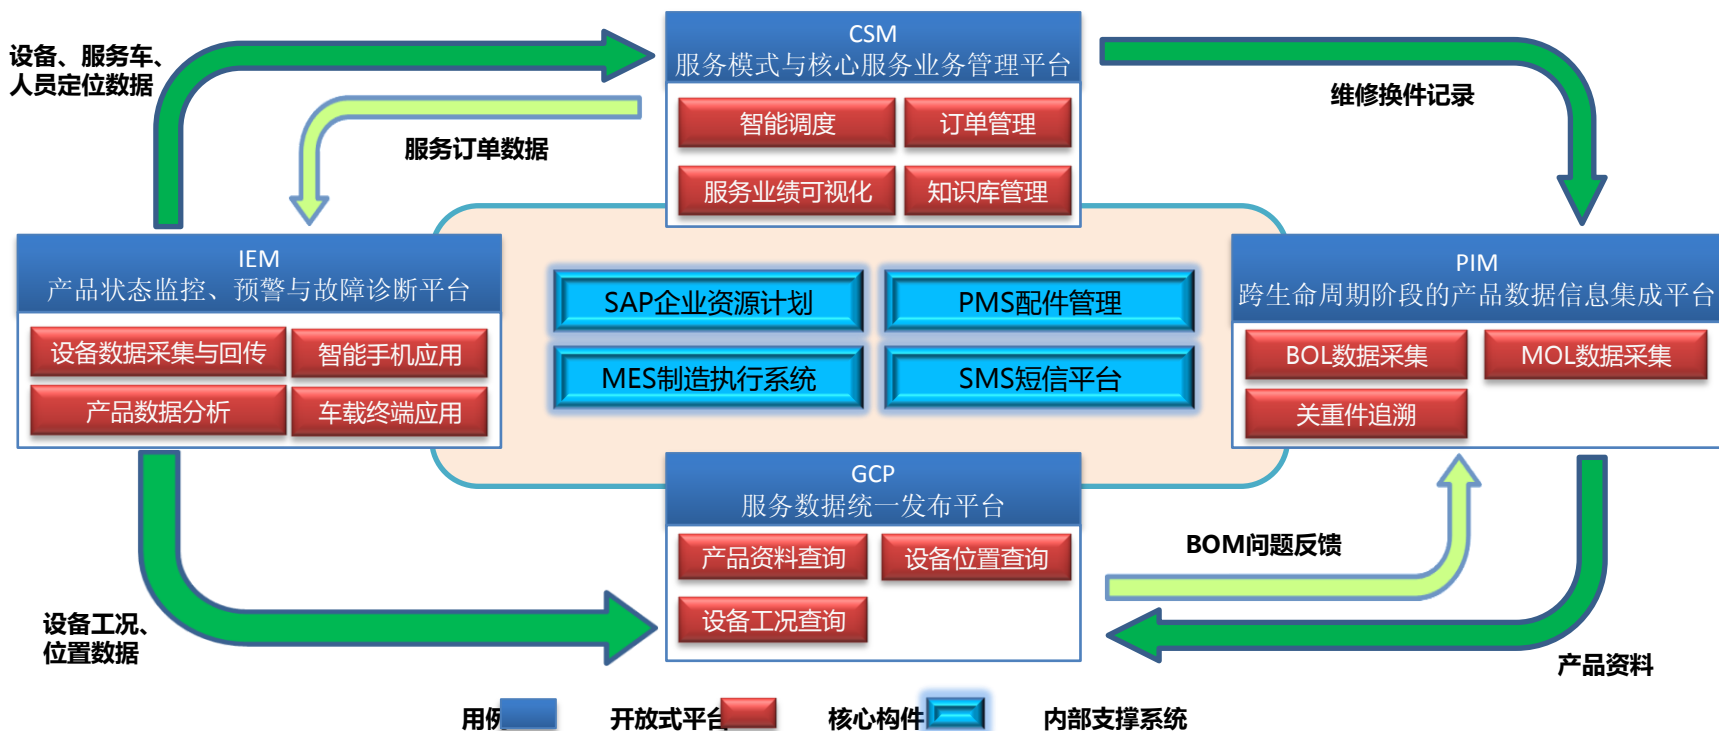 CSM
服务模式与核心服务业务管理平台
设备、服务车、
人员定位数据
维修换件记录
智能调度
订单管理
服务订单数据
服务业绩可视化
知识库管理
IEM
产品状态监控、预警与故障诊断平台
PIM
跨生命周期阶段的产品数据信息集成平台
SAP企业资源计划
PMS配件管理
设备数据采集与回传
智能手机应用
BOL数据采集
MOL数据采集
MES制造执行系统
SMS短信平台
产品数据分析
车载终端应用
关重件追溯
GCP
服务数据统一发布平台
产品资料查询
设备位置查询
BOM问题反馈
设备工况查询
设备工况、
位置数据
产品资料
用例
开放式平台
核心构件
内部支撑系统